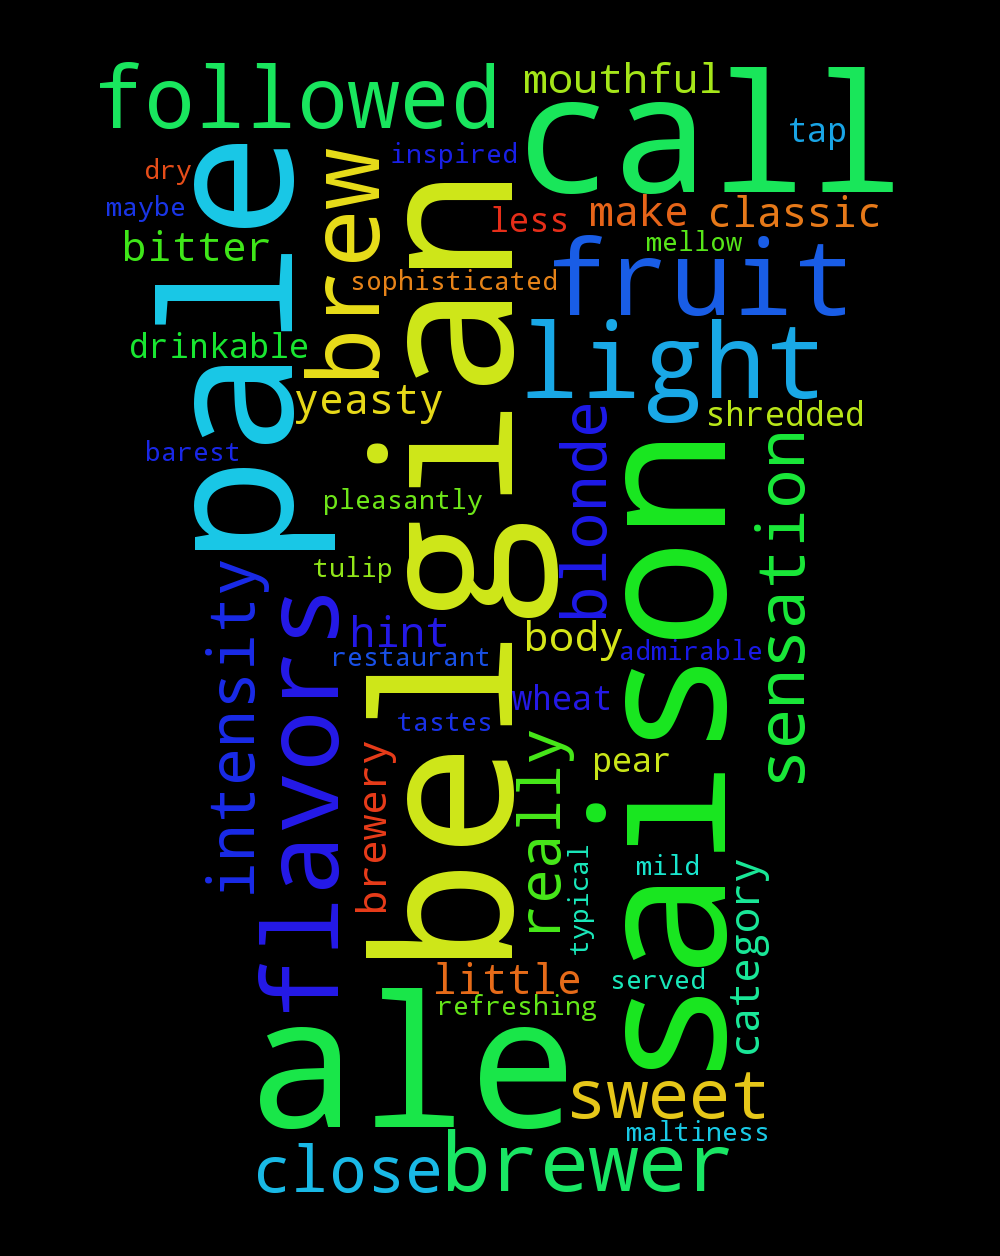 followed
mouthful
call
tap
pale
brew
inspired
belgian
dry
maybe
less
make
classic
bitter
mellow
fruit
sophisticated
light
drinkable
yeasty
shredded
blonde
saison
sensation
barest
pleasantly
tulip
intensity
flavors
hint
body
restaurant
admirable
wheat
tastes
brewery
really
pear
typical
mild
category
little
served
refreshing
ale
sweet
maltiness
close
brewer